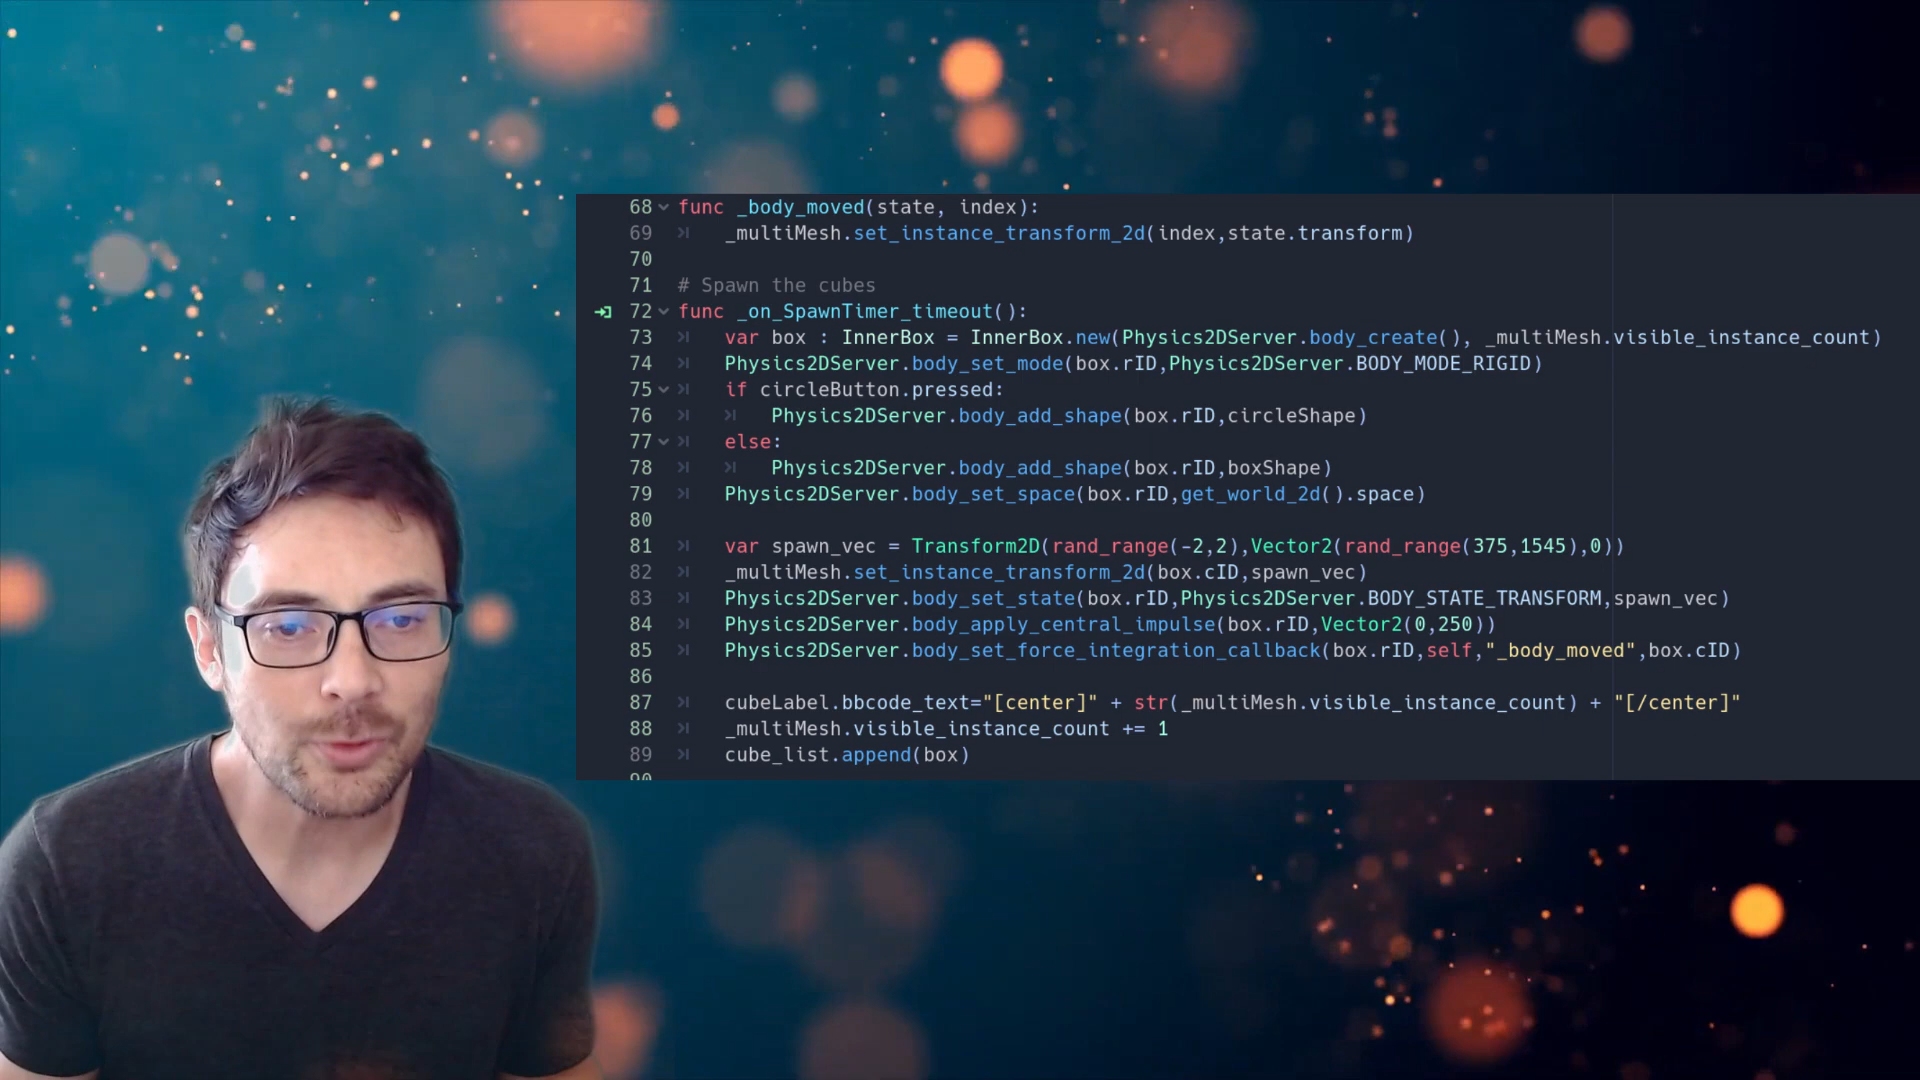 68 func _body_moved(state, index):
69 _multiMesh.set_instance_transform_2d(index,state.transform)
70
71 # Spawn the cubes
72 func _on_SpawnTimer_timeout():
73 var box : InnerBox = InnerBox.new(Physics2DServer.body_create(), _multiMesh.visible_instance_count)
74 Physics2DServer.body_set_mode(box.rID,Physics2DServer.BODY_MODE_RIGID)
75 if circleButton.pressed:
76 Physics2DServer.body_add_shape(box.rID,circleShape)
77 else:
78 Physics2DServer.body_add_shape(box.rID,boxShape)
79 Physics2DServer.body_set_space(box.rID,get_world_2d().space)
80
81 var spawn_vec = Transform2D(rand_range(-2,2),Vector2(rand_range(375,1545),0))
82 _multiMesh.set_instance_transform_2d(box.cID,spawn_vec)
83 Physics2DServer.body_set_state(box.rID,Physics2DServer.BODY_STATE_TRANSFORM,spawn_vec)
84 Physics2DServer.body_apply_central_impulse(box.rID,Vector2(0,250))
85 Physics2DServer.body_set_force_integration_callback(box.rID,self,"_body_moved",box.cID)
86
87 cubeLabel.bbcode_text="[center]" + str(_multiMesh.visible_instance_count) + "[/center]"
88 _multiMesh.visible_instance_count += 1
89 cube_list.append(box)